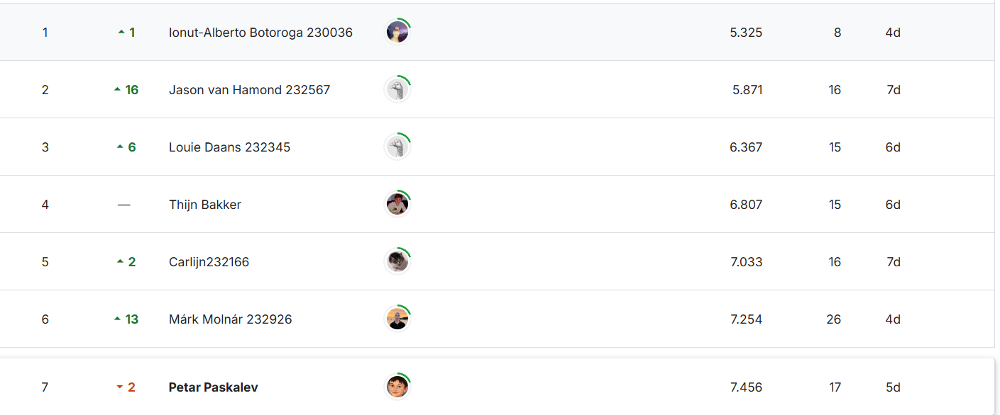 1 1 Ionut-Alberto Botoroga 230036 5.325 8 4d
2 16 Jason van Hamond 232567 5.871 16 7d
3 6 Louie Daans 232345 6.367 15 6d
4 — Thijn Bakker 6.807 15 6d
5 2 Carlijn232166 7.033 16 7d
6 13 Márk Molnár 232926 7.254 26 4d
7 2 Petar Paskalev 7.456 17 5d